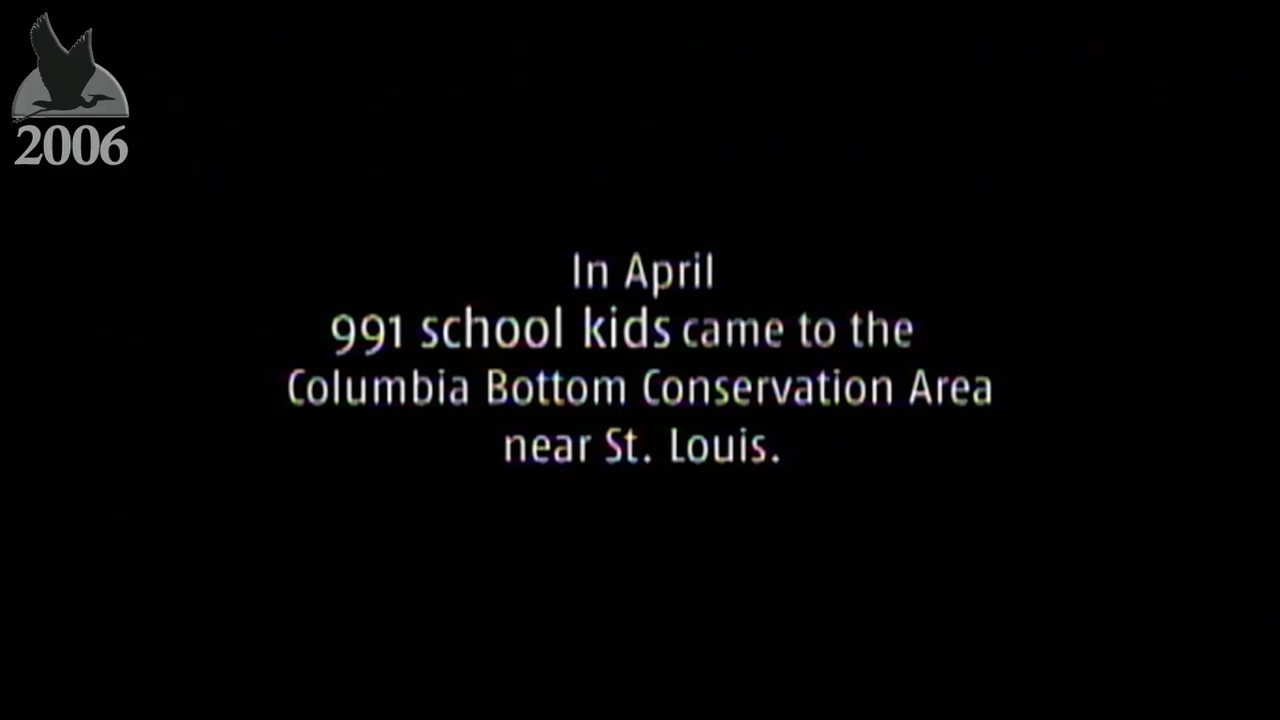 2006
In April
991 school kids came to the
Columbia Bottom Conservation Area
near St. Louis.